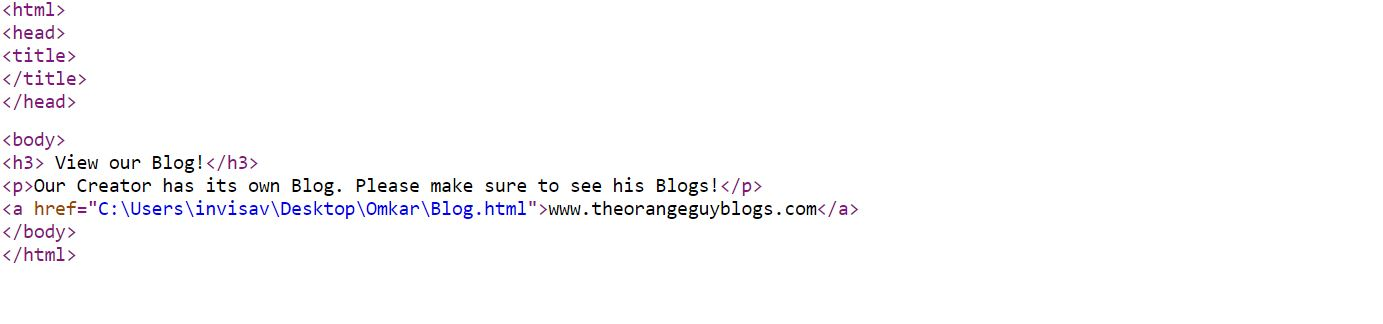 <html>
<head>
<title>
</title>
</head>
<body>
<h3> View our Blog!</h3>
<p>Our Creator has its own Blog. Please make sure to see his Blogs!</p>
<a href="C:\Users\invisav\Desktop\Omkar\Blog.html">www.theorangeguyblogs.com</a>
</body>
</html>